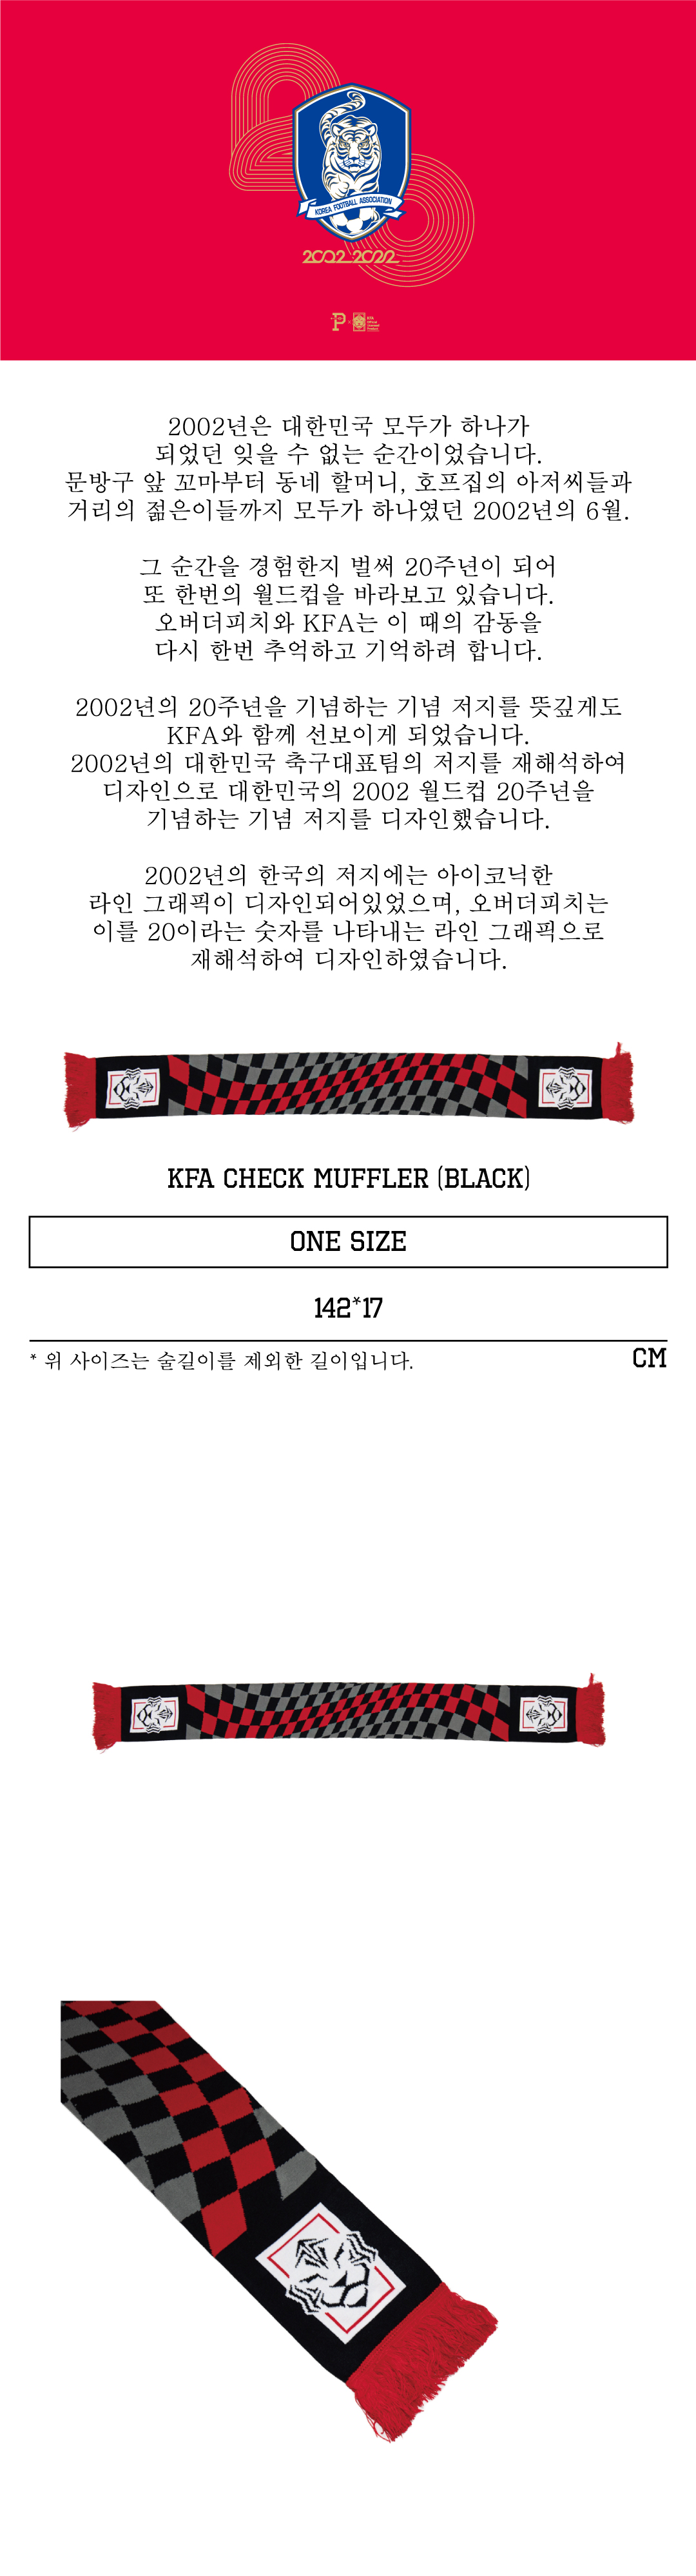 KOREA FOOTBALL ASSOCIATION
2002 2022
P
2002년은 대한민국 모두가 하나가
되었던 잊을 수 없는 순간이었습니다.
문방구 앞 꼬마부터 동네 할머니, 호프집의 아저씨들과
거리의 젊은이들까지 모두가 하나였던 2002년의 6월.
그 순간을 경험한지 벌써 20주년이 되어
또 한번의 월드컵을 바라보고 있습니다.
오버더피치와 KFA는 이 때의 감동을
다시 한번 추억하고 기억하려 합니다.
2002년의 20주년을 기념하는 기념 저지를 뜻깊게도
KFA와 함께 선보이게 되었습니다.
2002년의 대한민국 축구대표팀의 저지를 재해석하여
디자인으로 대한민국의 2002 월드컵 20주년을
기념하는 기념 저지를 디자인했습니다.
2002년의 한국의 저지에는 아이코닉한
라인 그래픽이 디자인되어있었으며, 오버더피치는
이를 20이라는 숫자를 나타내는 라인 그래픽으로
재해석하여 디자인하였습니다.
KFA CHECK MUFFLER (BLACK)
ONE SIZE
142*17
* 위 사이즈는 술길이를 제외한 길이입니다.
CM